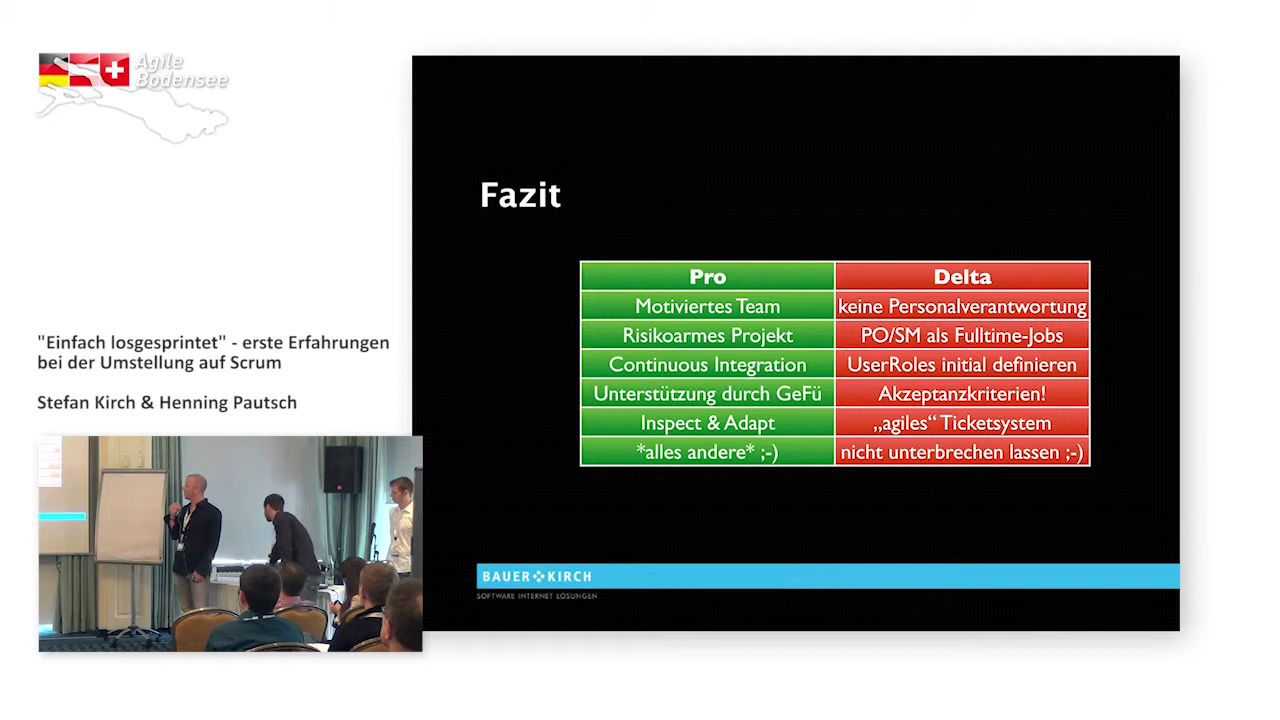 Agile
Bodensee
"Einfach losgesprintet" - erste Erfahrungen
bei der Umstellung auf Scrum
Stefan Kirch & Henning Pautsch
Fazit
Pro Delta
Motiviertes Team keine Personalverantwortung
Risikoarmes Projekt PO/SM als Fulltime-Jobs
Continuous Integration UserRoles initial definieren
Unterstützung durch GeFü Akzeptanzkriterien!
Inspect & Adapt „agiles“ Ticketsystem
*alles andere* ;-) nicht unterbrechen lassen ;-)
BAUER KIRCH
SOFTWARE INTERNET LÖSUNGEN